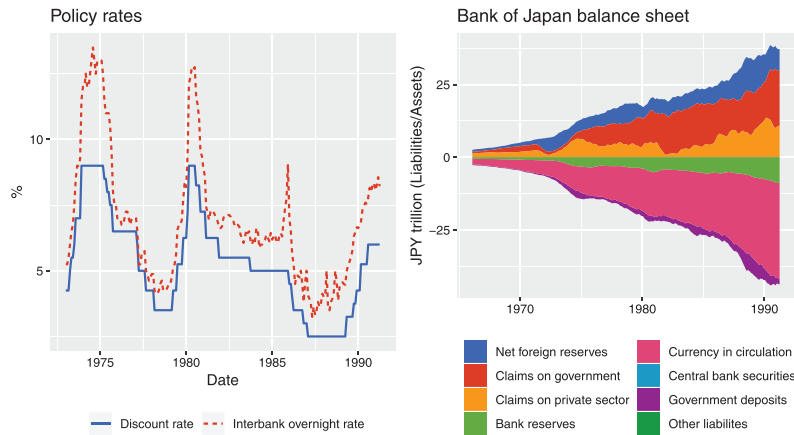 Policy rates
%
10
5
1975
1980
1985
1990
Date
Discount rate
Interbank overnight rate
Bank of Japan balance sheet
JPY trillion (Liabilities/Assets)
25
0
−25
1970
1980
1990
Net foreign reserves
Claims on government
Claims on private sector
Bank reserves
Currency in circulation
Central bank securities
Government deposits
Other liabilites